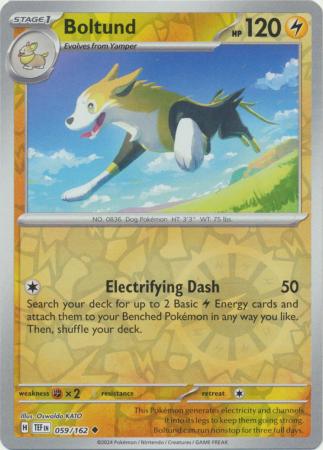 STAGE 1 Boltund HP 120
Evolves from Yamper
NO. 0836 Dog Pokémon HT: 3'3" WT: 75 lbs.
Electrifying Dash 50
Search your deck for up to 2 Basic Energy cards and
attach them to your Benched Pokémon in any way you like.
Then, shuffle your deck.
weakness ×2 resistance retreat
Illus. Oswaldo KATO
H TEF EN 059/162
This Pokémon generates electricity and channels
it into its legs to keep them going strong.
Boltund can run nonstop for three full days.
©2024 Pokémon / Nintendo / Creatures / GAME FREAK